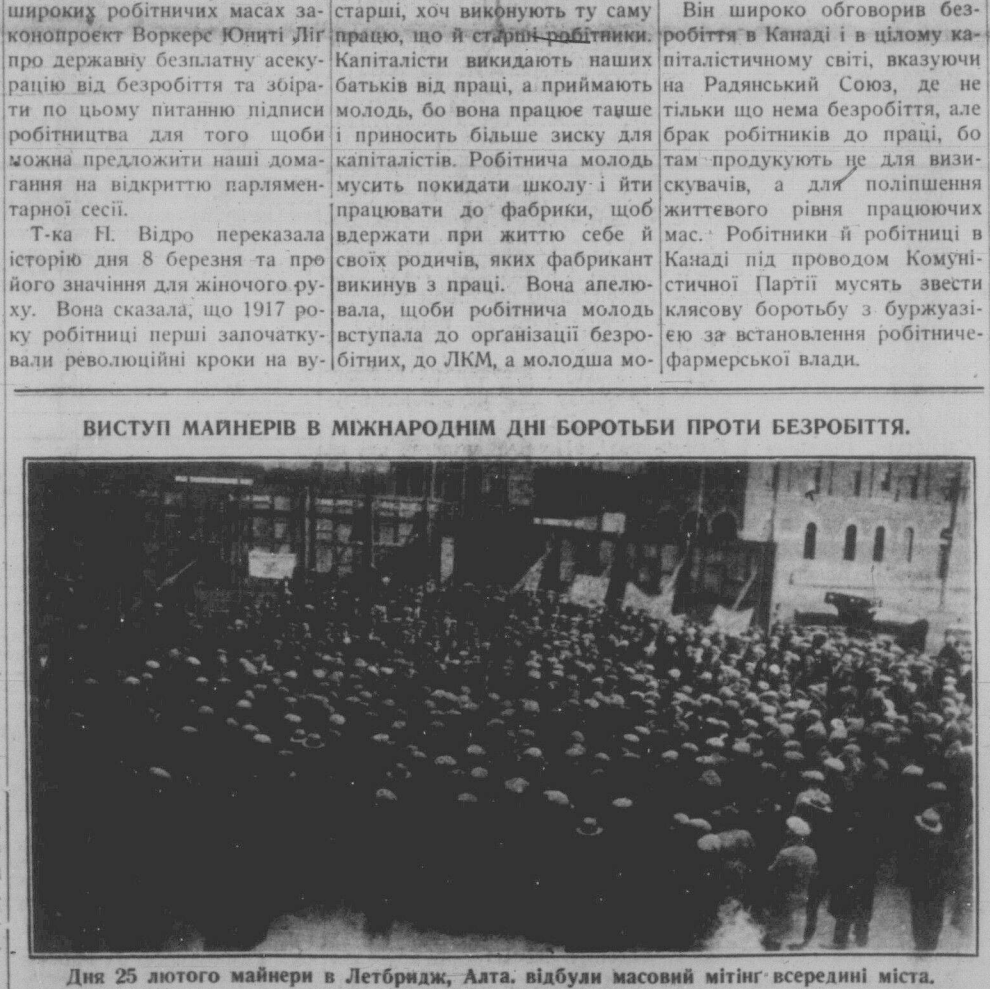 широких робітничих масах за-
конопроєкт Воркерс Юниті Ліґ
про державну безплатну асеку-
рацію від безробіття та збіра-
ти по цьому питанню підписи
робітництва для того щоби
можна предложити наші дома-
гання на відкриттю парлямен-
тарної сесії.
Т-ка Н. Відро переказала
історію дня 8 березня та про
його значіння для жіночого ру-
ху. Вона сказала, що 1917 ро-
ку робітниці перші започатку-
вали революційні кроки на ву-
старші, хоч виконують ту саму
працю, що й старші робітники.
Капіталісти викидають наших
батьків від праці, а приймають
молодь, бо вона працює танше
і приносить більше зиску для
капіталістів. Робітнича молодь
мусить покидати школу і йти
працювати до фабрики, щоб
вдержати при життю себе й
своїх родичів, яких фабрикант
викинув з праці. Вона апелю-
вала, щоби робітнича молодь
вступала до орґанізації безро-
бітних, до ЛКМ, а молодша мо-
Він широко обговорив без-
робіття в Канаді і в цілому ка-
піталістичному світі, вказуючи
на Радянський Союз, де не
тільки що нема безробіття, але
брак робітників до праці, бо
там продукують не для визи-
скувачів, а для поліпшення
життєвого рівня працюючих
мас. Робітники й робітниці в
Канаді під проводом Комуні-
стичної Партії мусять звести
клясову боротьбу з буржуазі-
єю за встановлення робітниче-
фармерської влади.
ВИСТУП МАЙНЕРІВ В МІЖНАРОДНІМ ДНІ БОРОТЬБИ ПРОТИ БЕЗРОБІТТЯ.
Дня 25 лютого майнери в Летбридж, Алта. відбули масовий мітінґ всередині міста.